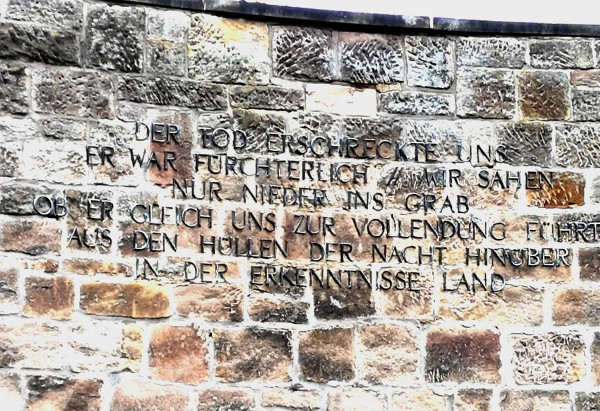 DER TOD ERSCHRECKTE UNS
ER WAR FÜRCHTERLICH // WIR SAHEN
NUR NIEDER INS GRAB
OB ER GLEICH UNS ZUR VOLLENDUNG FÜHRT
AUS DEN HÜLLEN DER NACHT HINÜBER
IN DER ERKENNTNISSE LAND